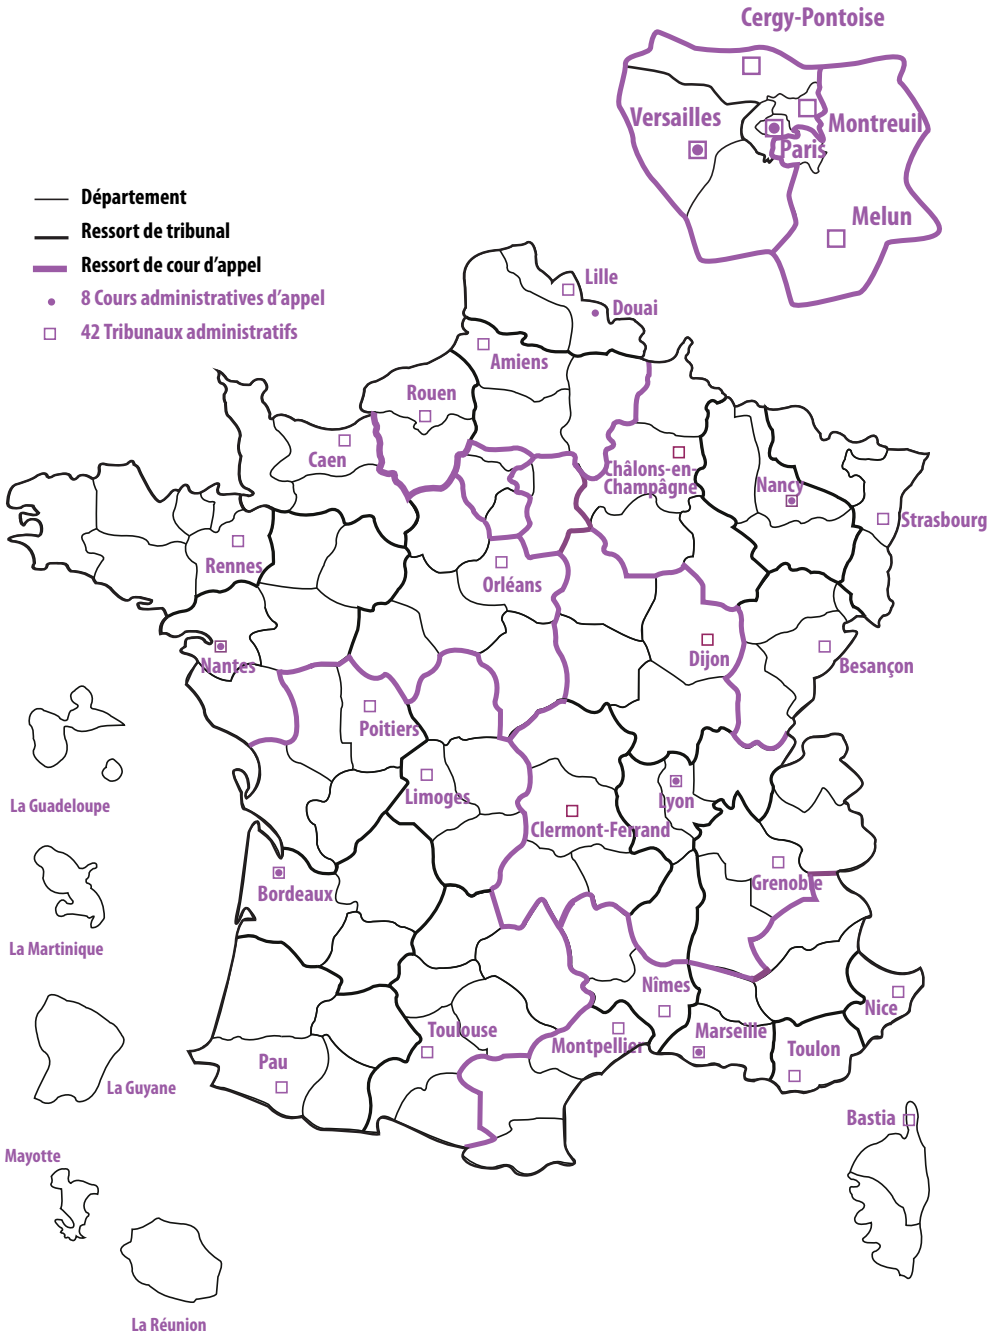 Cergy-Pontoise
Versailles
Montreuil
Paris
Melun
Département
Ressort de tribunal
Ressort de cour d'appel
8 Cours administratives d'appel
42 Tribunaux administratifs
Lille
Douai
Amiens
Rouen
Caen
Châlons-en-
Champâgne
Nancy
Strasbourg
Rennes
Orléans
Nantes
Dijon
Besançon
Poitiers
Limoges
Lyon
Clermont-Ferrand
La Guadeloupe
Bordeaux
Grenoble
La Martinique
Nîmes
Nice
Toulouse
Montpellier
Marseille
Toulon
Pau
La Guyane
Bastia
Mayotte
La Réunion